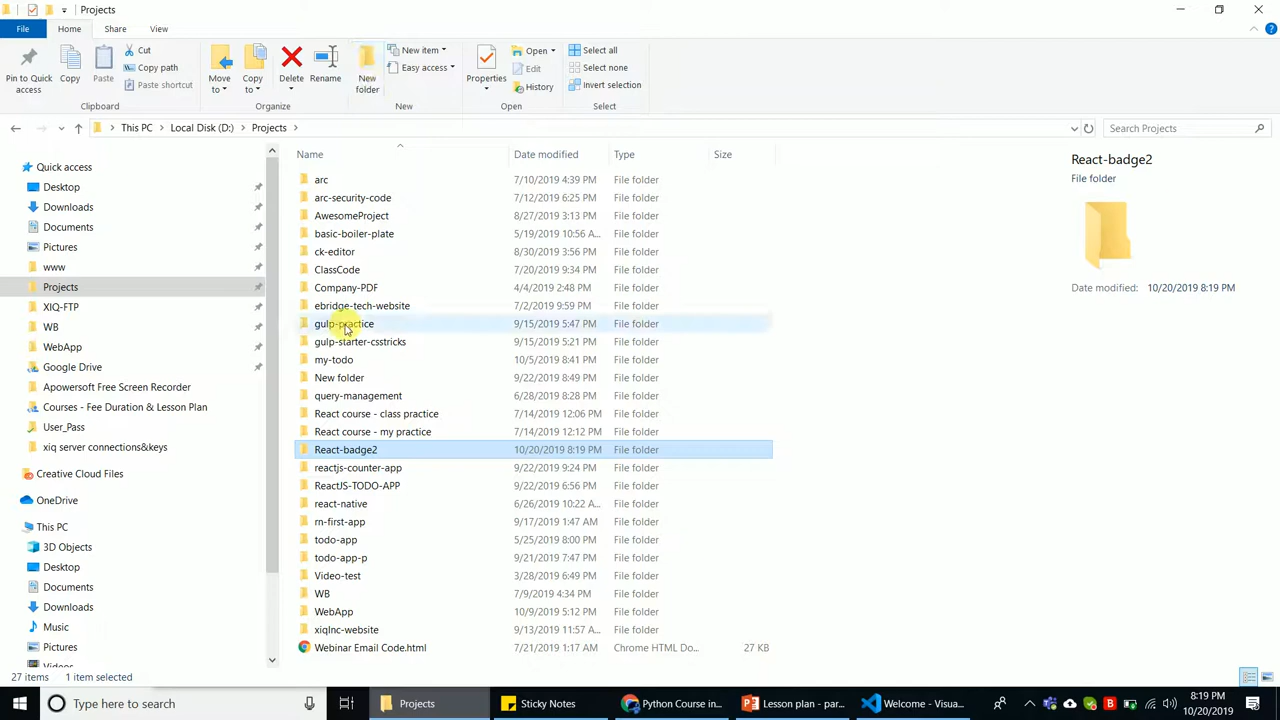 Projects
File Home Share View
Pin to Quick access
Copy
Paste
Cut
Copy path
Paste shortcut
Clipboard
Move to
Copy to
Delete
Rename
Organize
New folder
New item
Easy access
New
Properties
Open
Edit
History
Open
Select all
Select none
Invert selection
Select
This PC Local Disk (D:) Projects
Search Projects
Quick access
Desktop
Downloads
Documents
Pictures
www
Projects
XIQ-FTP
WB
WebApp
Google Drive
Apowersoft Free Screen Recorder
Courses - Fee Duration & Lesson Plan
User_Pass
xiq server connections&keys
Creative Cloud Files
OneDrive
This PC
3D Objects
Desktop
Documents
Downloads
Music
Pictures
Videos
Name Date modified Type Size
arc 7/10/2019 4:39 PM File folder
arc-security-code 7/12/2019 6:25 PM File folder
AwesomeProject 8/27/2019 3:13 PM File folder
basic-boiler-plate 5/19/2019 10:56 A... File folder
ck-editor 8/30/2019 3:56 PM File folder
ClassCode 7/20/2019 9:34 PM File folder
Company-PDF 4/4/2019 2:48 PM File folder
ebridge-tech-website 7/2/2019 9:59 PM File folder
gulp-practice 9/15/2019 5:47 PM File folder
gulp-starter-csstricks 9/15/2019 5:21 PM File folder
my-todo 10/5/2019 8:41 PM File folder
New folder 9/22/2019 8:49 PM File folder
query-management 6/28/2019 8:28 PM File folder
React course - class practice 7/14/2019 12:06 PM File folder
React course - my practice 7/14/2019 12:12 PM File folder
React-badge2 10/20/2019 8:19 PM File folder
reactjs-counter-app 9/22/2019 9:24 PM File folder
ReactJS-TODO-APP 9/22/2019 6:56 PM File folder
react-native 6/26/2019 10:22 A... File folder
rn-first-app 9/17/2019 1:47 AM File folder
todo-app 5/25/2019 8:00 PM File folder
todo-app-p 9/21/2019 7:47 PM File folder
Video-test 3/28/2019 6:49 PM File folder
WB 7/9/2019 4:34 PM File folder
WebApp 10/9/2019 5:12 PM File folder
xiqInc-website 9/13/2019 11:57 A... File folder
Webinar Email Code.html 7/21/2019 1:17 AM Chrome HTML Do... 27 KB
React-badge2
File folder
Date modified: 10/20/2019 8:19 PM
27 items 1 item selected
Type here to search
Projects
Sticky Notes
Python Course in...
Lesson plan - par...
Welcome - Visua...
8:19 PM
10/20/2019